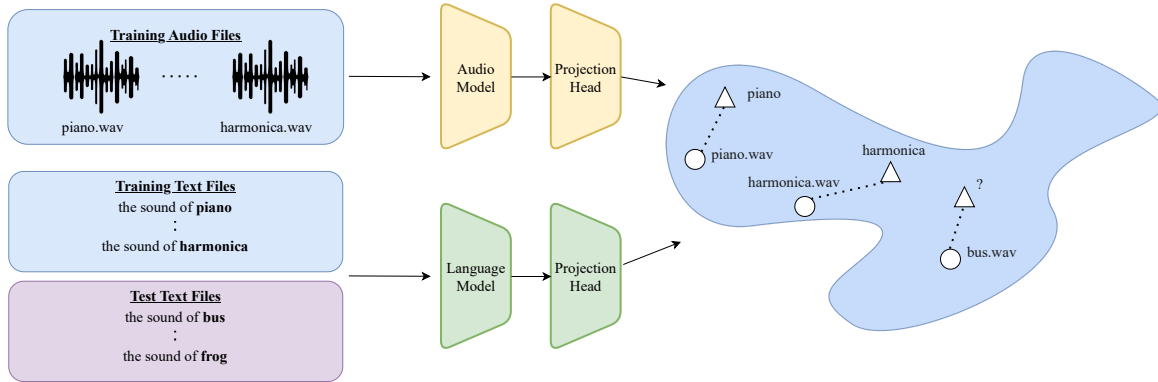 Training Audio Files
piano.wav
harmonica.wav
Training Text Files
the sound of piano
the sound of harmonica
Test Text Files
the sound of bus
the sound of frog
Audio
Model
Projection
Head
Language
Model
Projection
Head
piano
piano.wav
harmonica
harmonica.wav
?
bus.wav